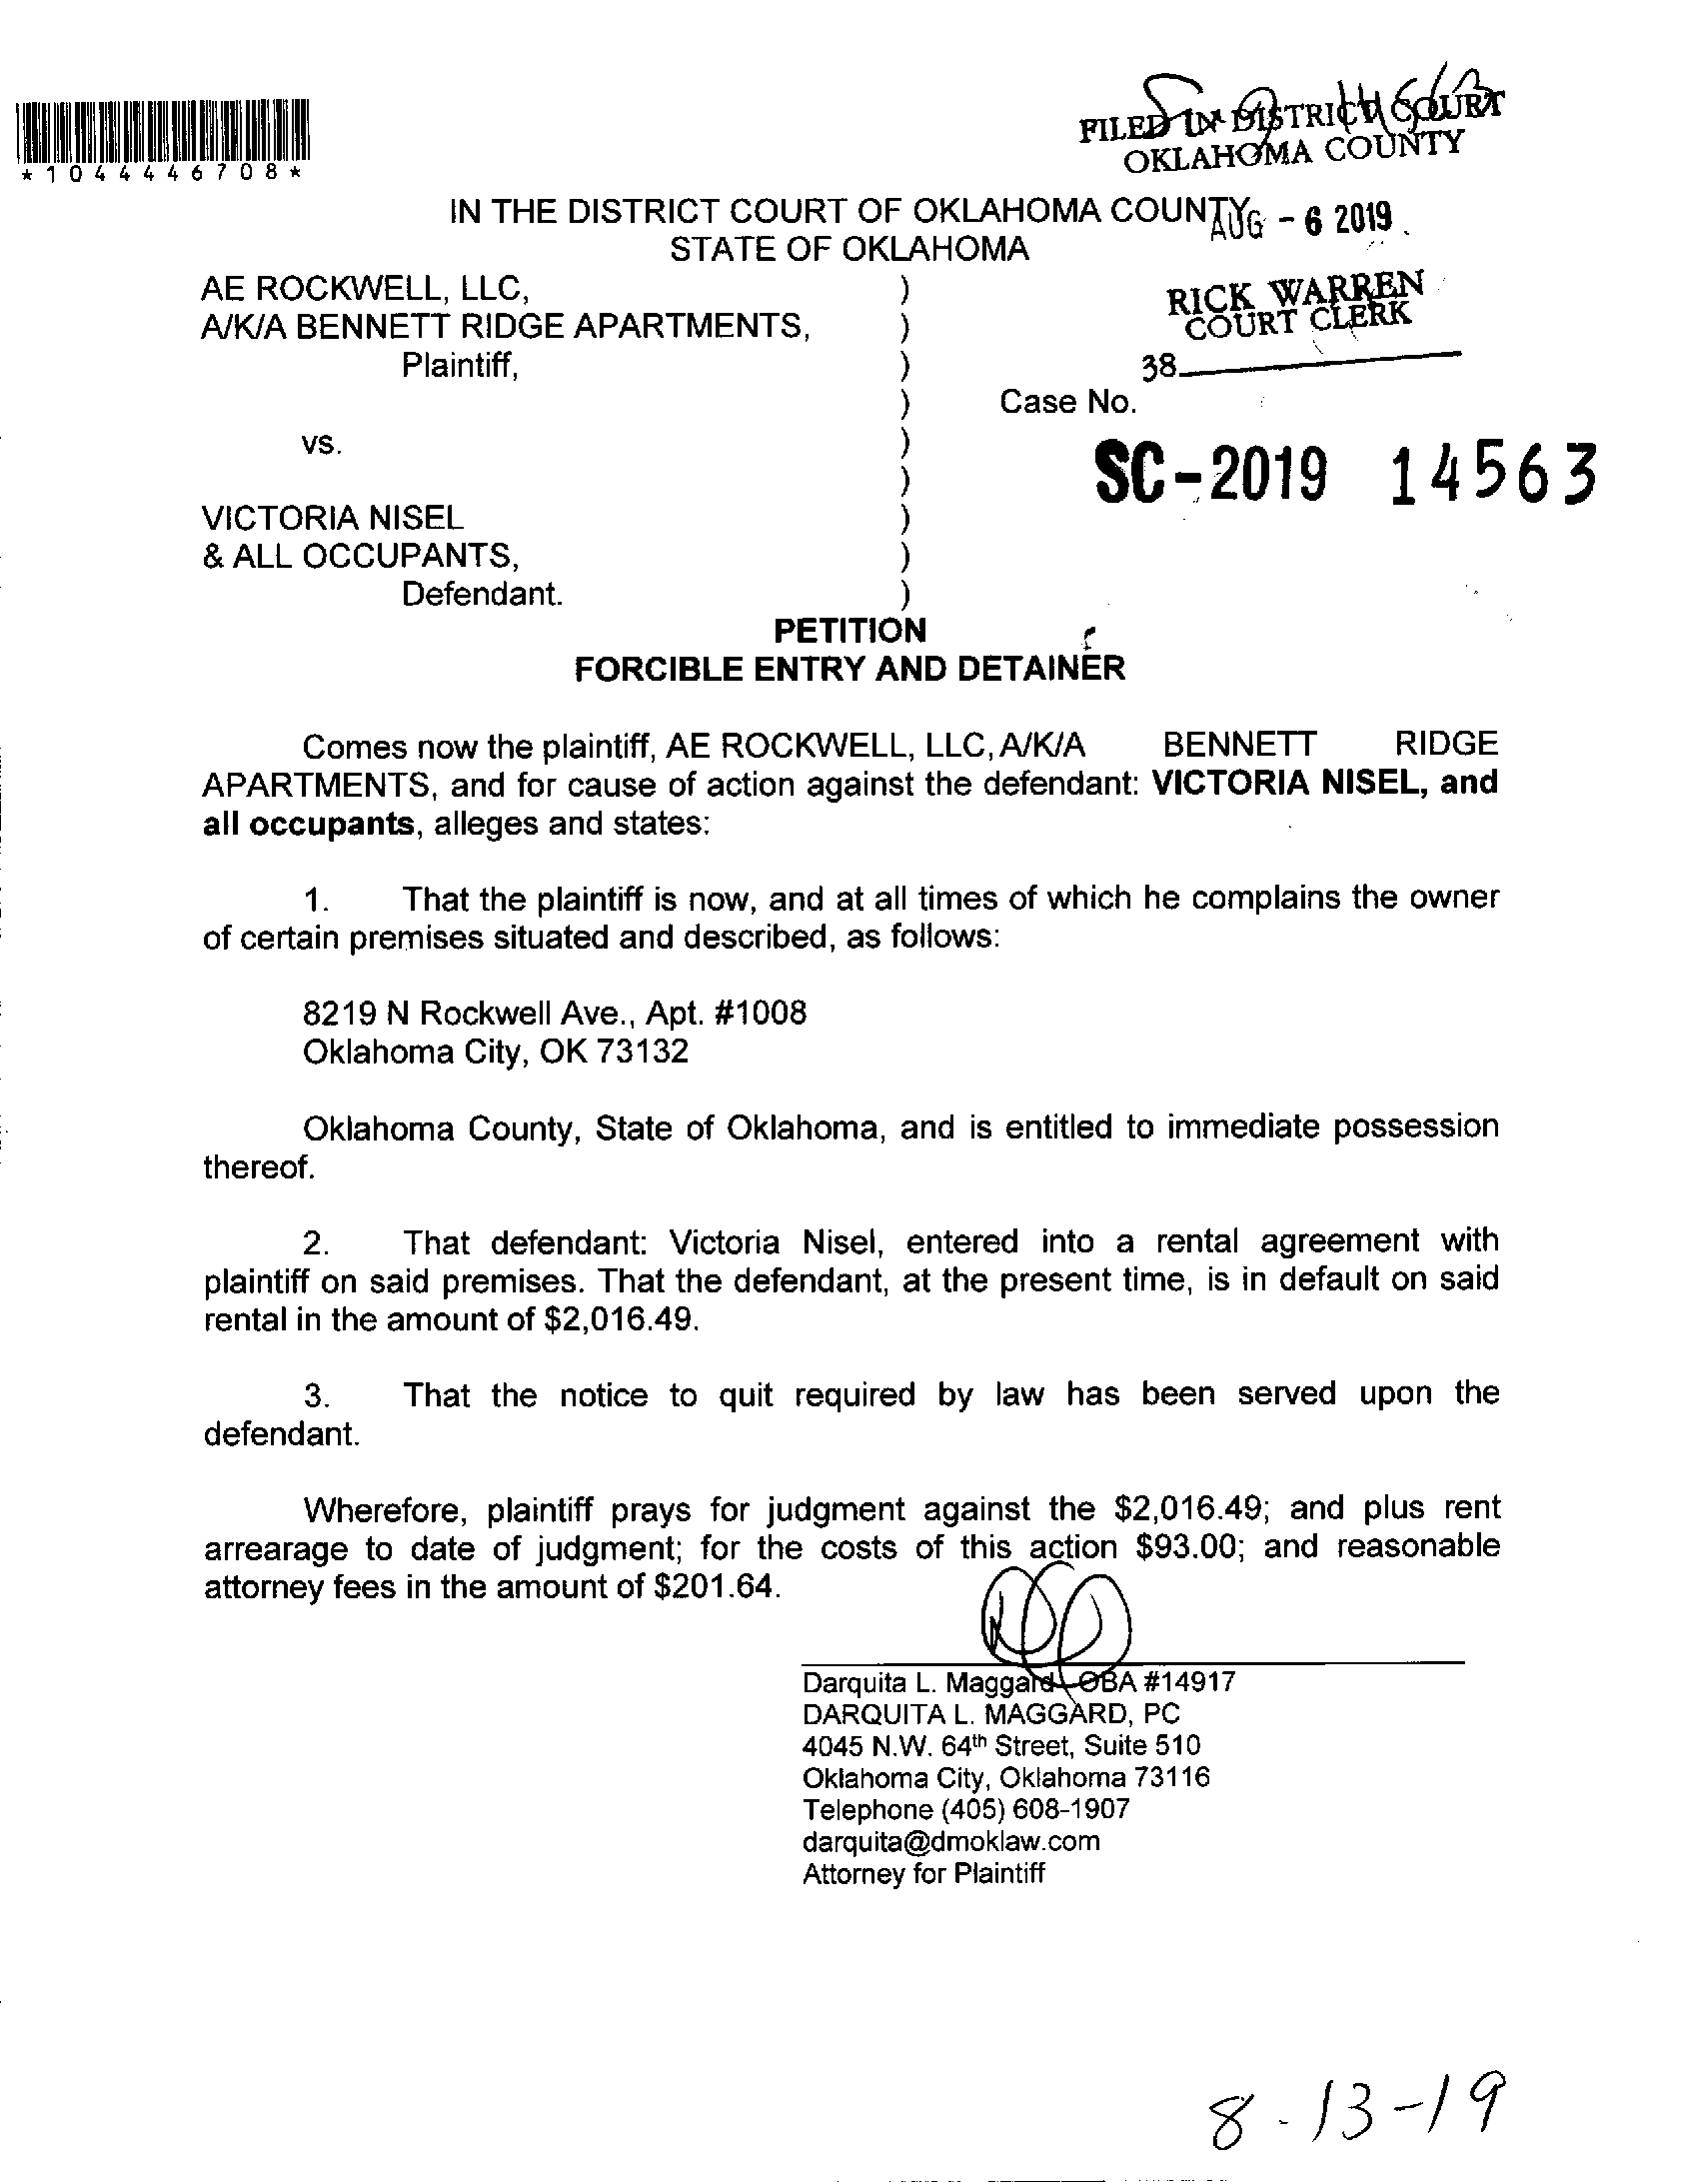 FILED IN DISTRICT COURT
OKLAHOMA COUNTY
*1044446708*
IN THE DISTRICT COURT OF OKLAHOMA COUNTY
AUG - 6 2019
STATE OF OKLAHOMA
AE ROCKWELL, LLC, )
RICK WARREN
A/K/A BENNETT RIDGE APARTMENTS, )
COURT CLERK
Plaintiff, )
38
) Case No.
vs. )
) SC-2019 14563
VICTORIA NISEL )
& ALL OCCUPANTS, )
Defendant. )
PETITION
FORCIBLE ENTRY AND DETAINER
Comes now the plaintiff, AE ROCKWELL, LLC, A/K/A BENNETT RIDGE
APARTMENTS, and for cause of action against the defendant: VICTORIA NISEL, and
all occupants, alleges and states:
1. That the plaintiff is now, and at all times of which he complains the owner
of certain premises situated and described, as follows:
8219 N Rockwell Ave., Apt. #1008
Oklahoma City, OK 73132
Oklahoma County, State of Oklahoma, and is entitled to immediate possession
thereof.
2. That defendant: Victoria Nisel, entered into a rental agreement with
plaintiff on said premises. That the defendant, at the present time, is in default on said
rental in the amount of $2,016.49.
3. That the notice to quit required by law has been served upon the
defendant.
Wherefore, plaintiff prays for judgment against the $2,016.49; and plus rent
arrearage to date of judgment; for the costs of this action $93.00; and reasonable
attorney fees in the amount of $201.64.
Darquita L. Maggard OBA #14917
DARQUITA L. MAGGARD, PC
4045 N.W. 64th Street, Suite 510
Oklahoma City, Oklahoma 73116
Telephone (405) 608-1907
darquita@dmoklaw.com
Attorney for Plaintiff
8-13-19